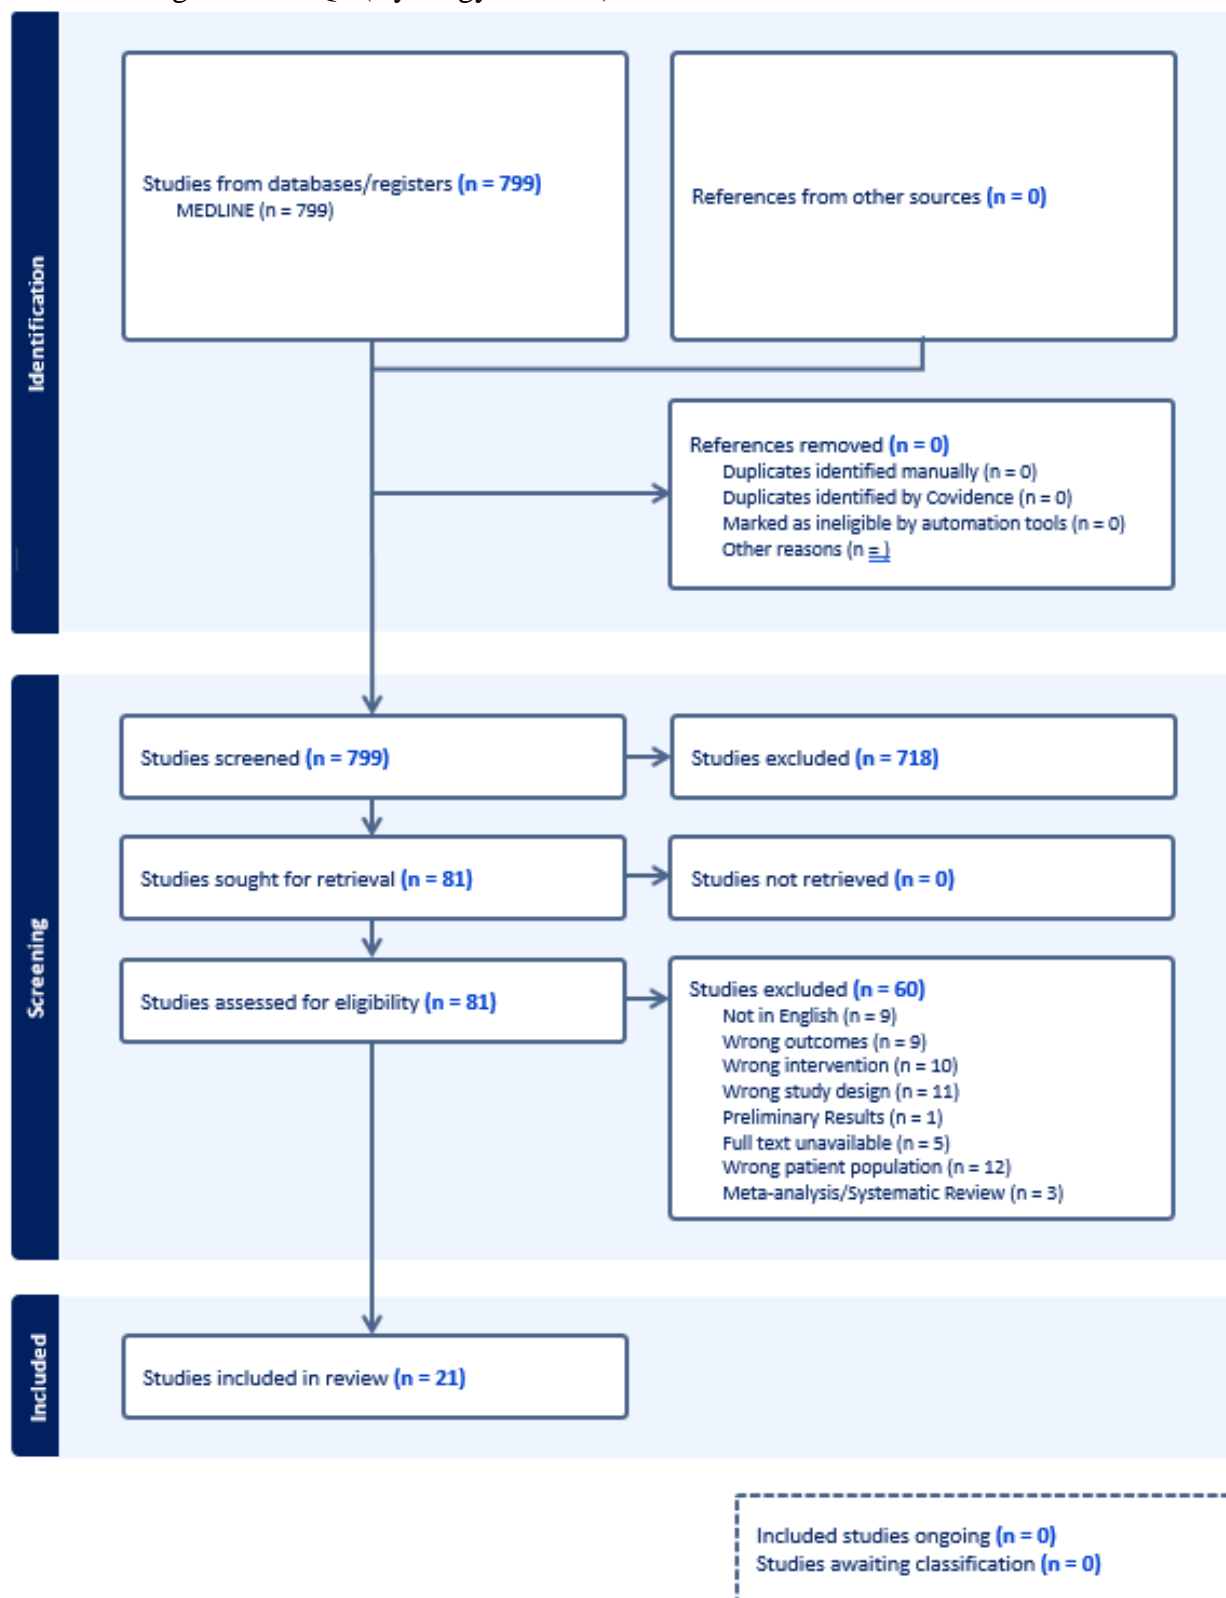 Identification
Studies from databases/registers (n = 799)
MEDLINE (n = 799)
References from other sources (n = 0)
References removed (n = 0)
Duplicates identified manually (n = 0)
Duplicates identified by Covidence (n = 0)
Marked as ineligible by automation tools (n = 0)
Other reasons (n = )
Screening
Studies screened (n = 799)
Studies excluded (n = 718)
Studies sought for retrieval (n = 81)
Studies not retrieved (n = 0)
Studies assessed for eligibility (n = 81)
Studies excluded (n = 60)
Not in English (n = 9)
Wrong outcomes (n = 9)
Wrong intervention (n = 10)
Wrong study design (n = 11)
Preliminary Results (n = 1)
Full text unavailable (n = 5)
Wrong patient population (n = 12)
Meta-analysis/Systematic Review (n = 3)
Included
Studies included in review (n = 21)
Included studies ongoing (n = 0)
Studies awaiting classification (n = 0)